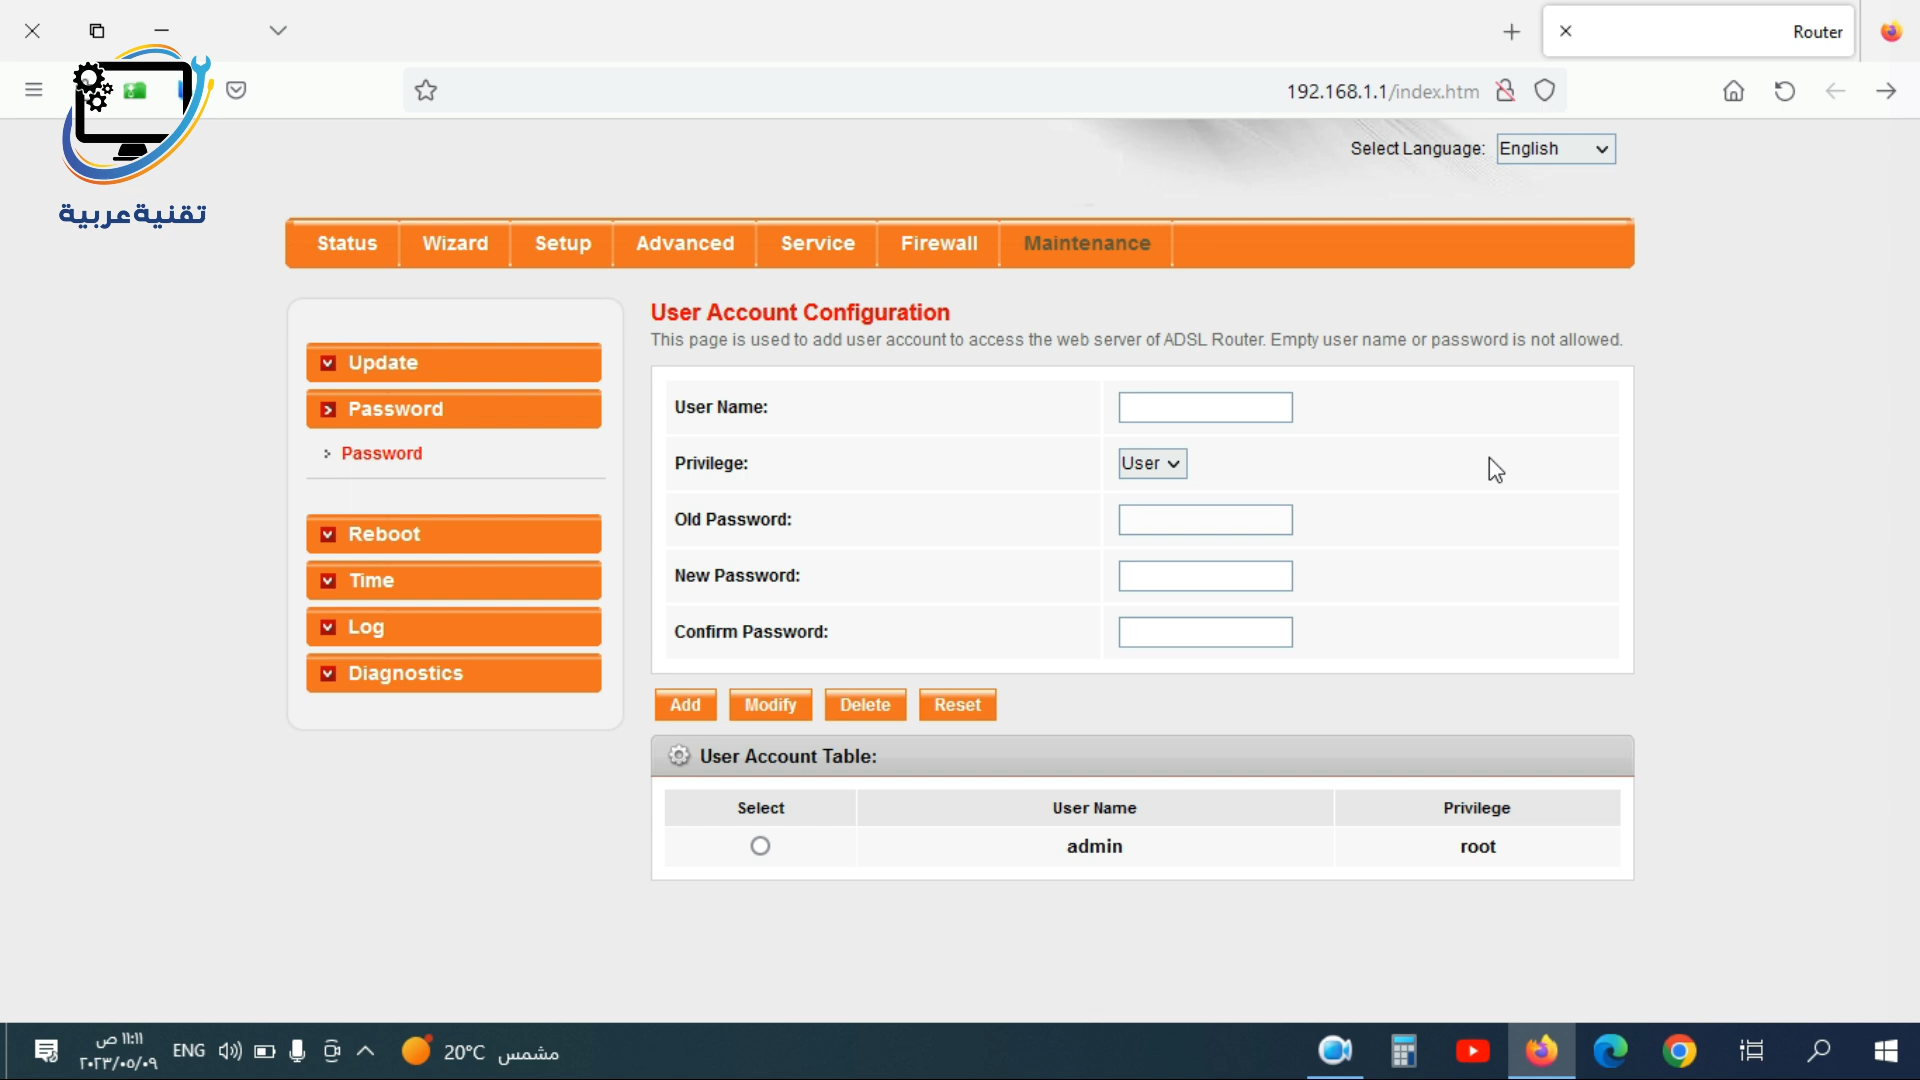 Router
192.168.1.1/index.htm
تقنية عربية
Select Language: English
Status Wizard Setup Advanced Service Firewall Maintenance
Update
Password
Password
Reboot
Time
Log
Diagnostics
User Account Configuration
This page is used to add user account to access the web server of ADSL Router. Empty user name or password is not allowed.
User Name:
Privilege: User
Old Password:
New Password:
Confirm Password:
Add Modify Delete Reset
User Account Table:
Select User Name Privilege
admin root
١١:١١ ص
٢٠٢٣/٠٥/٠٩
ENG
20°C مشمس